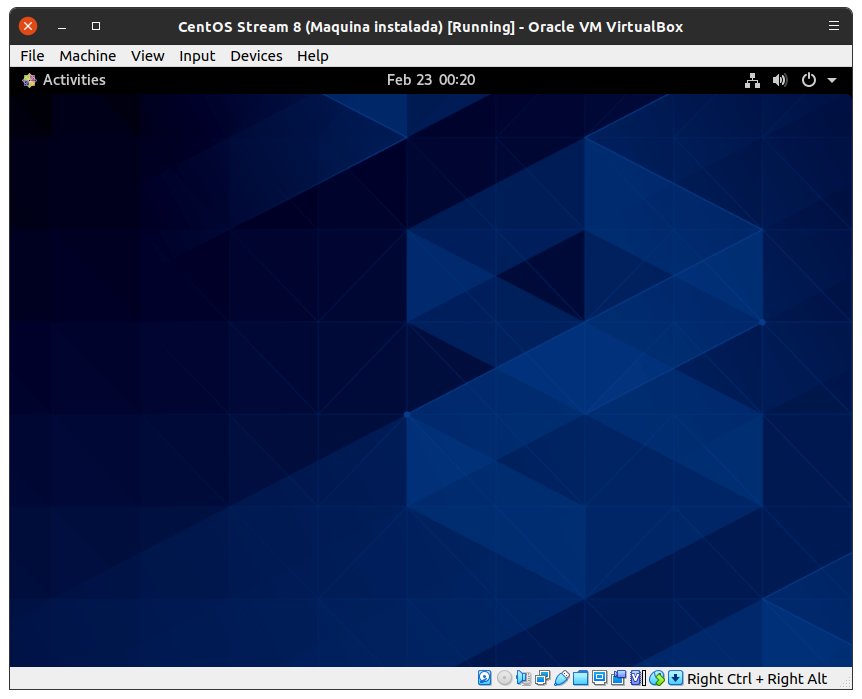 CentOS Stream 8 (Maquina instalada) [Running] - Oracle VM VirtualBox
File Machine View Input Devices Help
Activities Feb 23 00:20
Right Ctrl + Right Alt